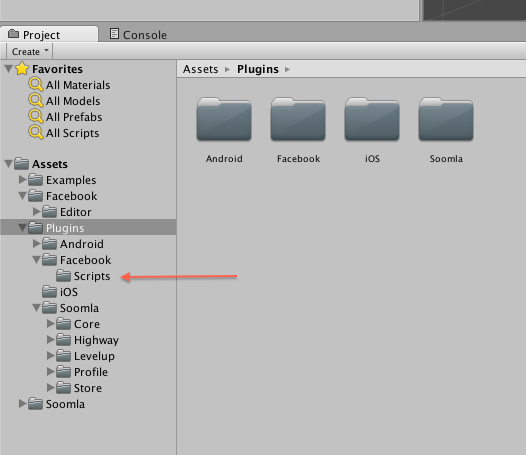 Project
Console
Create
Favorites
All Materials
All Models
All Prefabs
All Scripts
Assets
Examples
Facebook
Editor
Plugins
Android
Facebook
Scripts
iOS
Soomla
Core
Highway
Levelup
Profile
Store
Soomla
Assets ▸ Plugins ▸
Android Facebook iOS Soomla